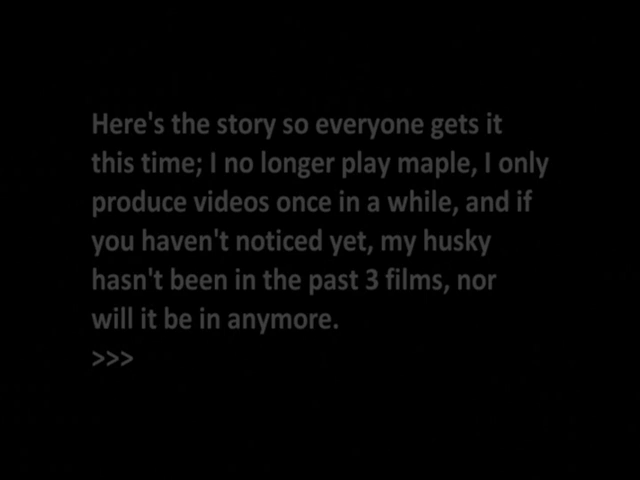 Here's the story so everyone gets it
this time; I no longer play maple, I only
produce videos once in a while, and if
you haven't noticed yet, my husky
hasn't been in the past 3 films, nor
will it be in anymore.
>>>